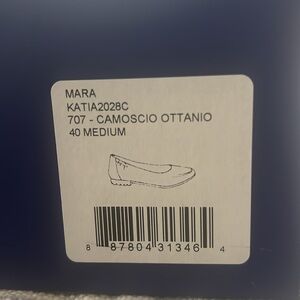 MARA
KATIA2028C
707 - CAMOSCIO OTTANIO
40 MEDIUM
8 87804 31346 4